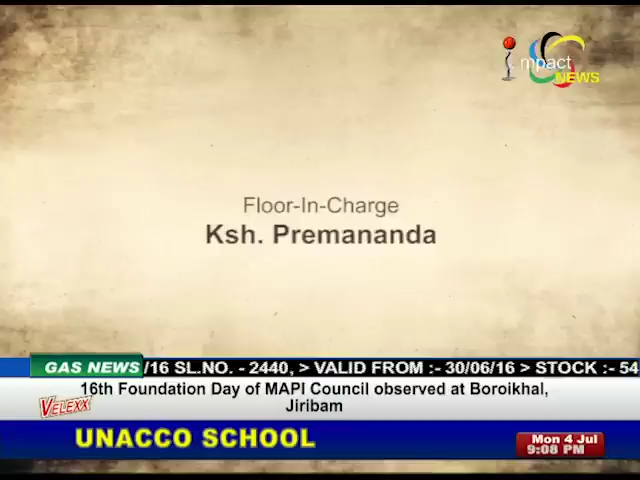 impact
NEWS
Floor-In-Charge
Ksh. Premananda
GAS NEWS
/16 SL.NO. - 2440, > VALID FROM :- 30/06/16 > STOCK :- 54
16th Foundation Day of MAPI Council observed at Boroikhal,
Jiribam
VELEXX
UNACCO SCHOOL
Mon 4 Jul
9:08 PM